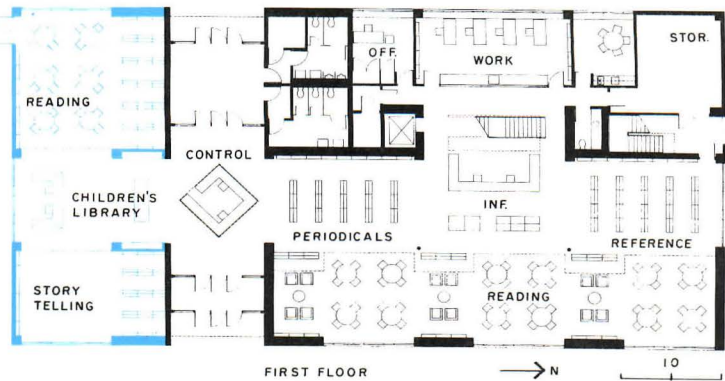 OFF.
WORK
STOR.
READING
CONTROL
CHILDREN'S
LIBRARY
PERIODICALS
INF.
REFERENCE
STORY
TELLING
READING
FIRST FLOOR
N
10